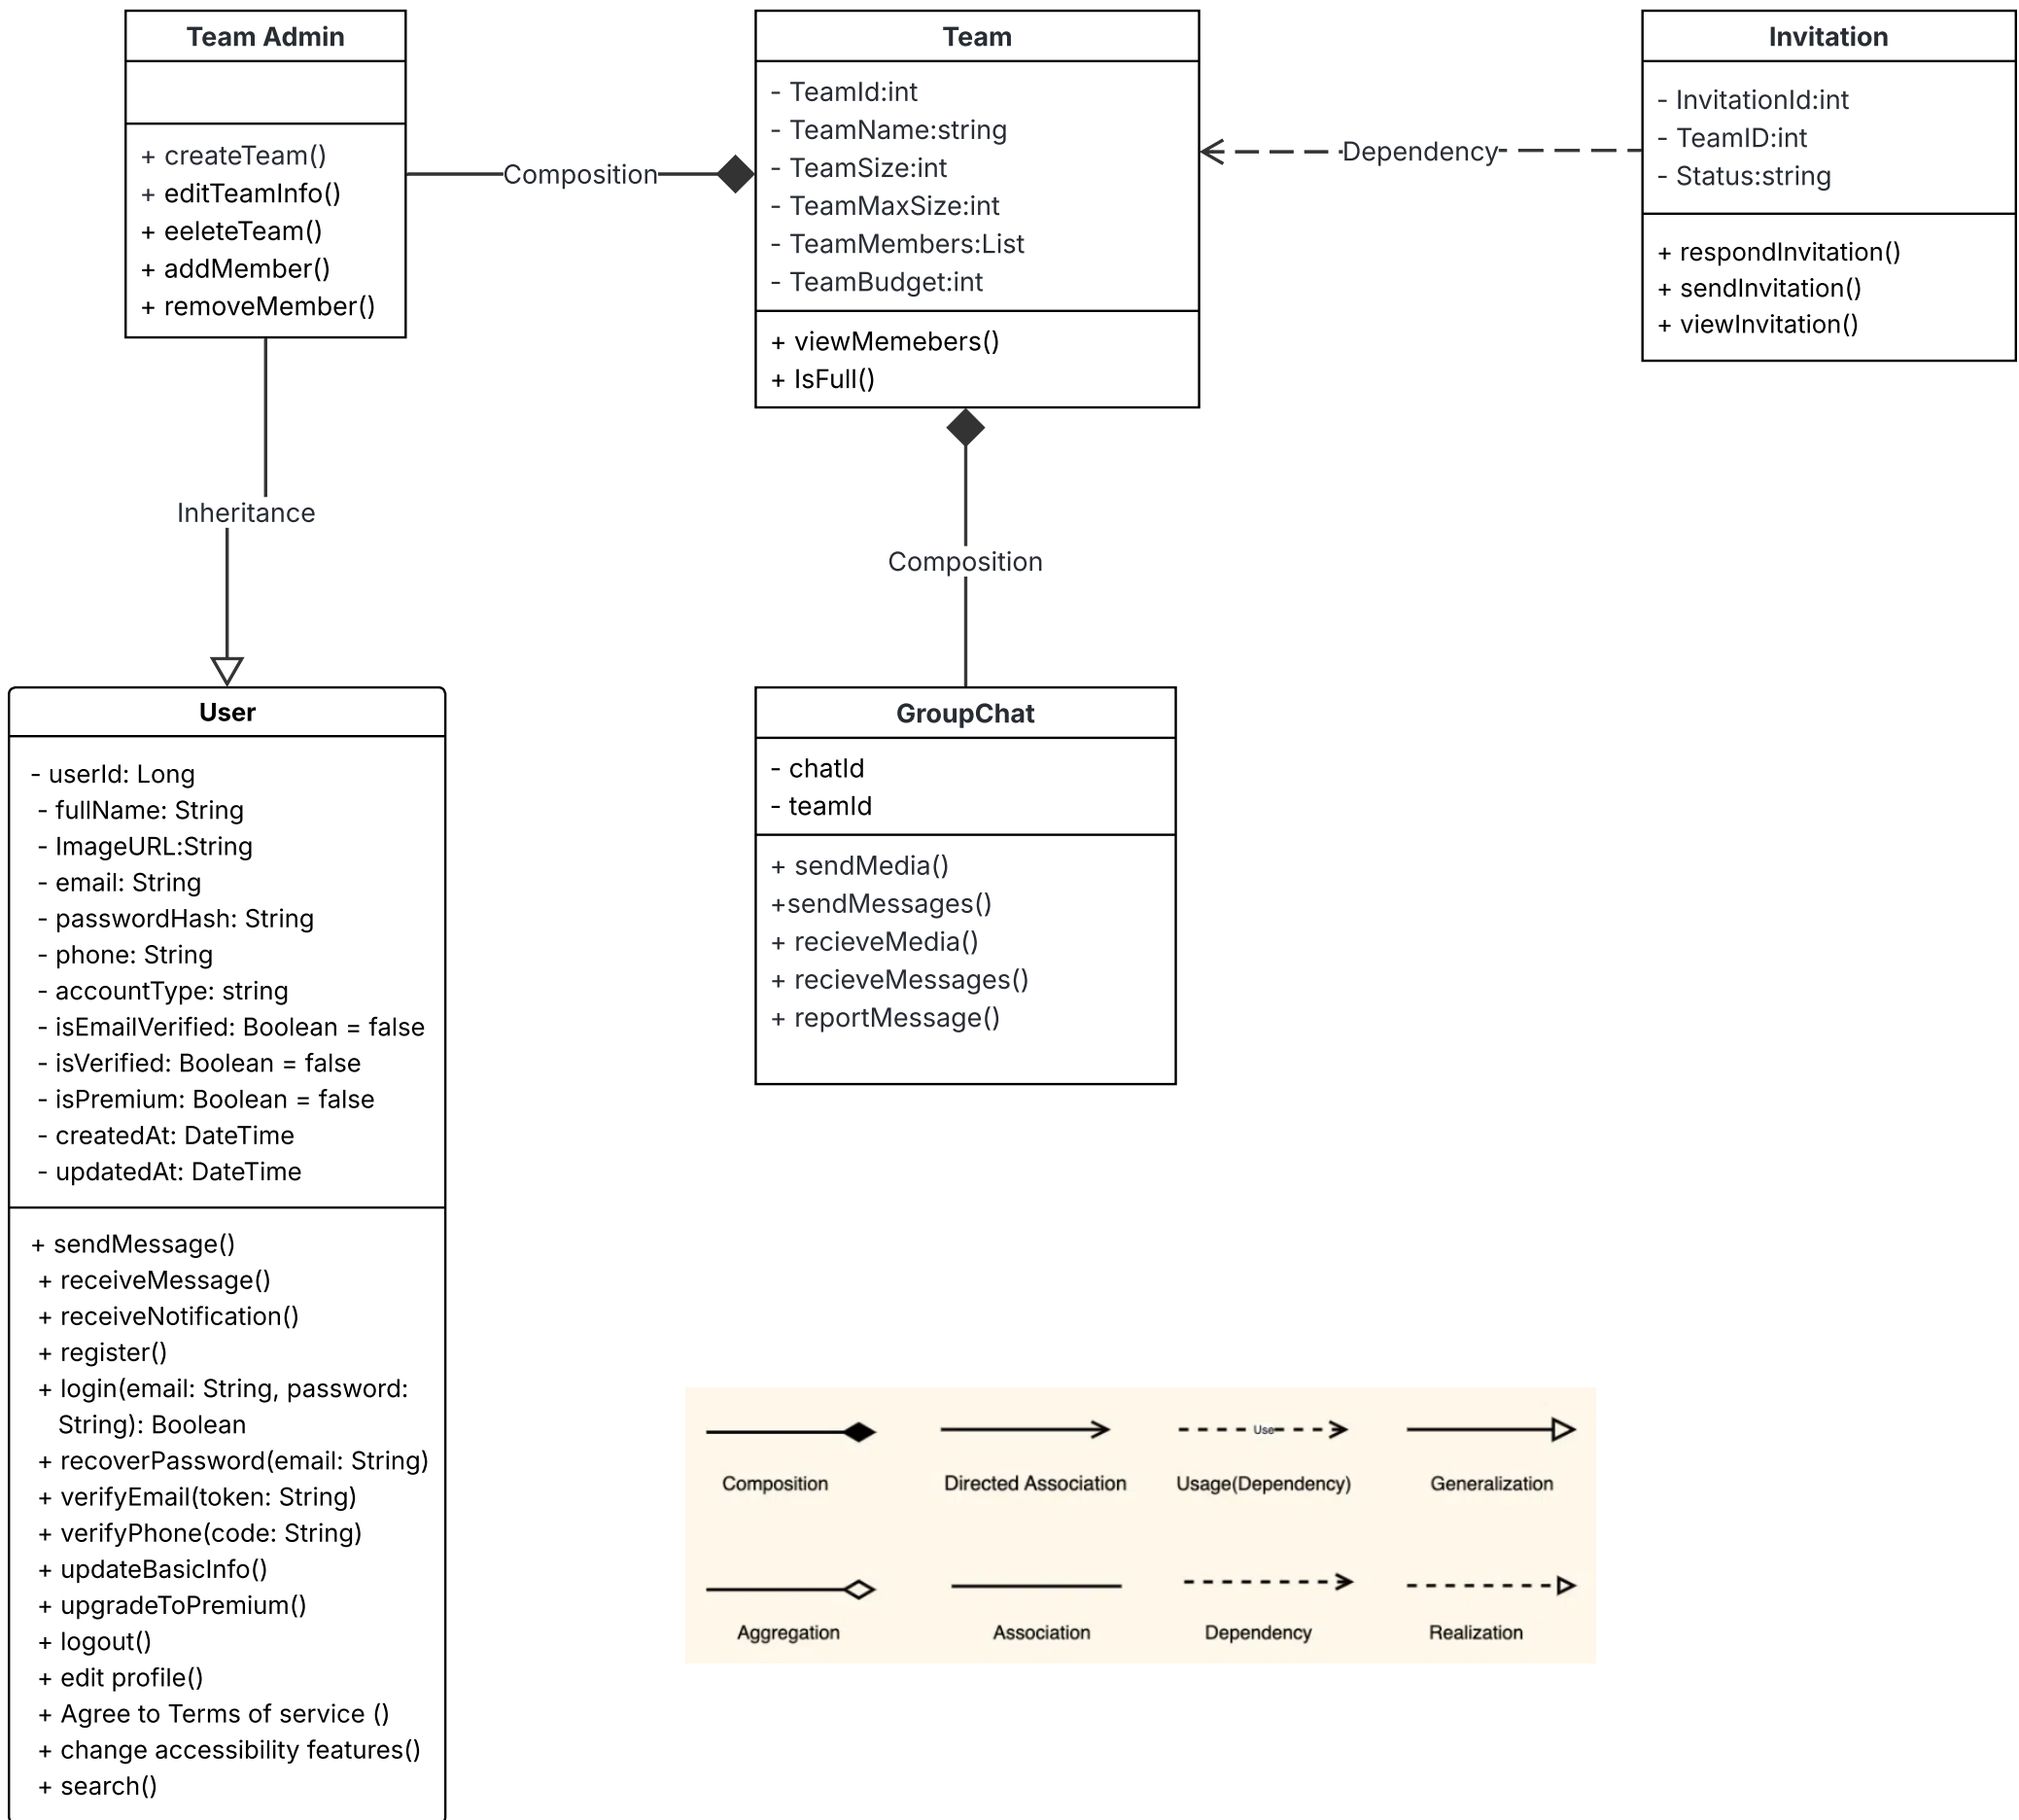 Team Admin
+ createTeam()
+ editTeamInfo()
+ eeleteTeam()
+ addMember()
+ removeMember()
Composition
Team
- TeamId:int
- TeamName:string
- TeamSize:int
- TeamMaxSize:int
- TeamMembers:List
- TeamBudget:int
+ viewMemebers()
+ IsFull()
Dependency
Invitation
- InvitationId:int
- TeamID:int
- Status:string
+ respondInvitation()
+ sendInvitation()
+ viewInvitation()
Inheritance
Composition
User
- userId: Long
- fullName: String
- ImageURL:String
- email: String
- passwordHash: String
- phone: String
- accountType: string
- isEmailVerified: Boolean = false
- isVerified: Boolean = false
- isPremium: Boolean = false
- createdAt: DateTime
- updatedAt: DateTime
+ sendMessage()
+ receiveMessage()
+ receiveNotification()
+ register()
+ login(email: String, password:
String): Boolean
+ recoverPassword(email: String)
+ verifyEmail(token: String)
+ verifyPhone(code: String)
+ updateBasicInfo()
+ upgradeToPremium()
+ logout()
+ edit profile()
+ Agree to Terms of service ()
+ change accessibility features()
+ search()
GroupChat
- chatId
- teamId
+ sendMedia()
+sendMessages()
+ recieveMedia()
+ recieveMessages()
+ reportMessage()
Use
Composition
Directed Association
Usage(Dependency)
Generalization
Aggregation
Association
Dependency
Realization